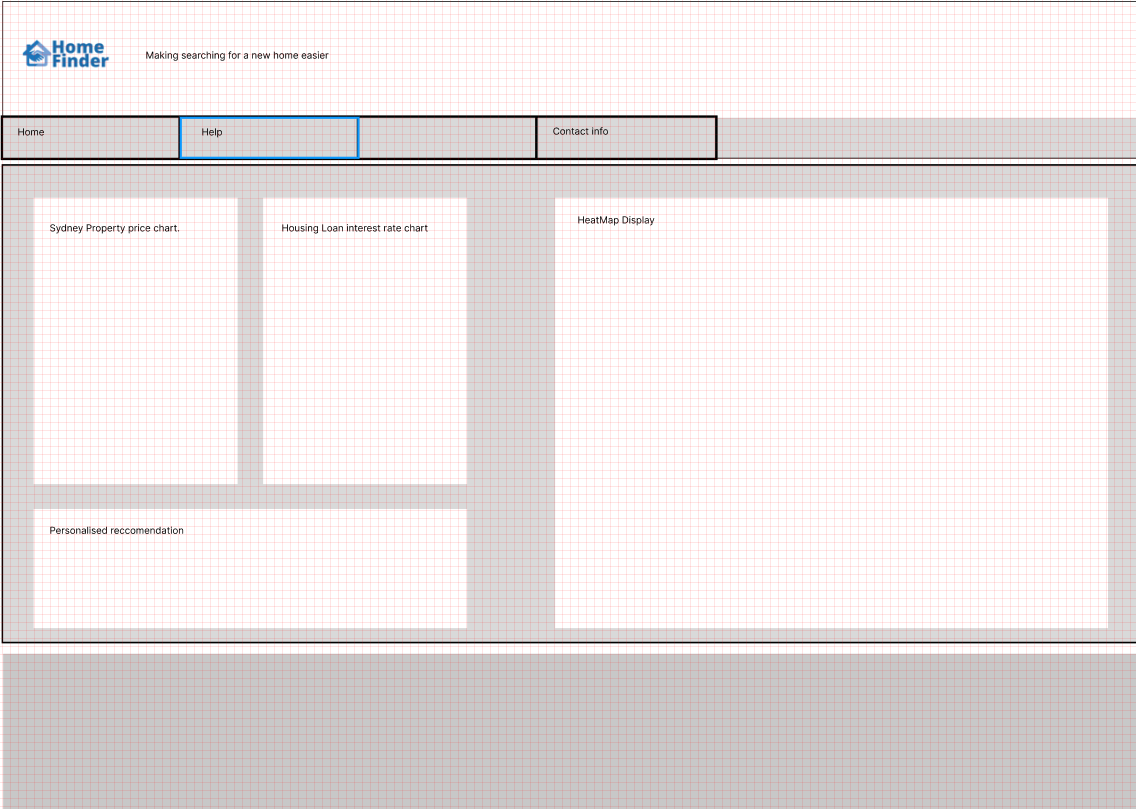 Home
Finder
Making searching for a new home easier
Home
Help
Contact info
Sydney Property price chart.
Housing Loan interest rate chart
HeatMap Display
Personalised reccomendation